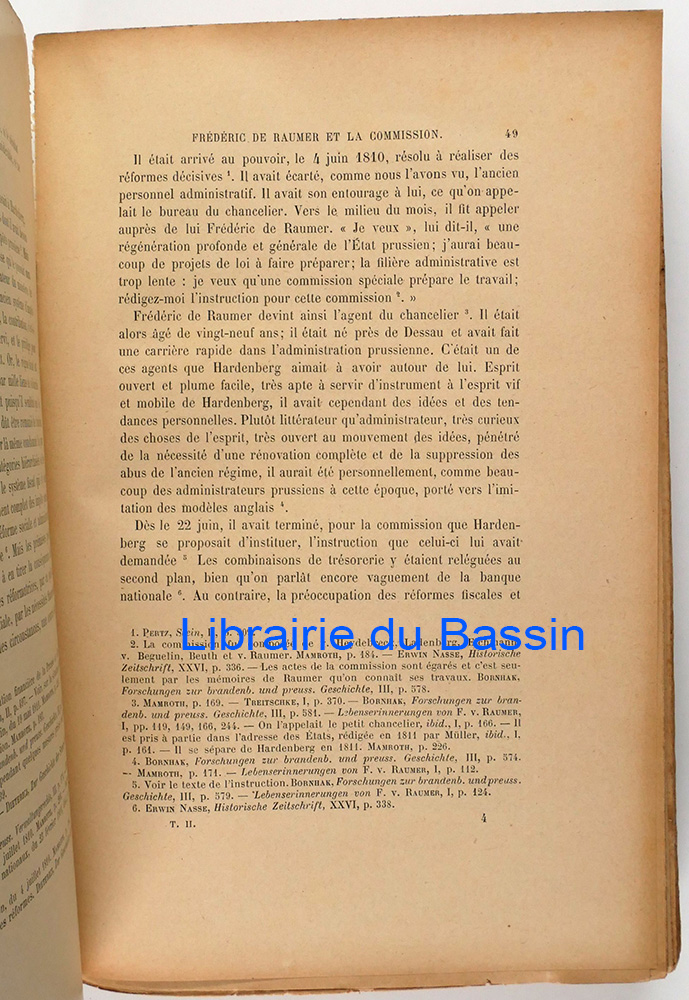 FRÉDÉRIC DE RAUMER ET LA COMMISSION. 49
Il était arrivé au pouvoir, le 4 juin 1810, résolu à réaliser des
réformes décisives ¹. Il avait écarté, comme nous l'avons vu, l'ancien
personnel administratif. Il avait son entourage à lui, ce qu'on appe-
lait le bureau du chancelier. Vers le milieu du mois, il fit appeler
auprès de lui Frédéric de Raumer. « Je veux », lui dit-il, « une
régénération profonde et générale de l'État prussien; j'aurai beau-
coup de projets de loi à faire préparer; la filière administrative est
trop lente : je veux qu'une commission spéciale prépare le travail;
rédigez-moi l'instruction pour cette commission ². »
Frédéric de Raumer devint ainsi l'agent du chancelier ³. Il était
alors âgé de vingt-neuf ans; il était né près de Dessau et avait fait
une carrière rapide dans l'administration prussienne. C'était un de
ces agents que Hardenberg aimait à avoir autour de lui. Esprit
ouvert et plume facile, très apte à servir d'instrument à l'esprit vif
et mobile de Hardenberg, il avait cependant des idées et des ten-
dances personnelles. Plutôt littérateur qu'administrateur, très curieux
des choses de l'esprit, très ouvert au mouvement des idées, pénétré
de la nécessité d'une rénovation complète et de la suppression des
abus de l'ancien régime, il aurait été personnellement, comme beau-
coup des administrateurs prussiens à cette époque, porté vers l'imi-
tation des modèles anglais ⁴.
Dès le 22 juin, il avait terminé, pour la commission que Harden-
berg se proposait d'instituer, l'instruction que celui-ci lui avait
demandée ⁵ Les combinaisons de trésorerie y étaient reléguées au
second plan, bien qu'on parlât encore vaguement de la banque
nationale ⁶. Au contraire, la préoccupation des réformes fiscales et
Librairie du Bassin
1. PERTZ, Stein,
2. La commission
v. Beguelin, Beuth et v. Raumer. MAMROTH, p. 184. — ERWIN NASSE, Historische
Zeitschrift, XXVI, p. 336. — Les actes de la commission sont égarés et c'est seu-
lement par les mémoires de Raumer qu'on connaît ses travaux. BORNHAK,
Forschungen zur brandenb. und preuss. Geschichte, III, p. 578.
3. MAMROTH, p. 169. — TREITSCHKE, I, p. 370. — BORNHAK, Forschungen zur bran-
denb. und preuss. Geschichte, III, p. 581. — Lebenserinnerungen von F. v. RAUMER,
I, pp. 119, 149, 166, 244. — On l'appelait le petit chancelier, ibid., I, p. 166. — Il
est pris à partie dans l'adresse des États, rédigée en 1811 par Müller, ibid., I,
p. 161. — Il se sépare de Hardenberg en 1811. MAMROTH, p. 226.
4. BORNHAK, Forschungen zur brandenb. und preuss. Geschichte, III, p. 574.
— MAMROTH, p. 171. — Lebenserinnerungen von F. v. RAUMER, I, p. 112.
5. Voir le texte de l'instruction. BORNHAK, Forschungen zur brandenb. und preuss.
Geschichte, III, p. 579. — Lebenserinnerungen von F. v. RAUMER, I, p. 124.
6. ERWIN NASSE, Historische Zeitschrift, XXVI, p. 338.
T. II. 4